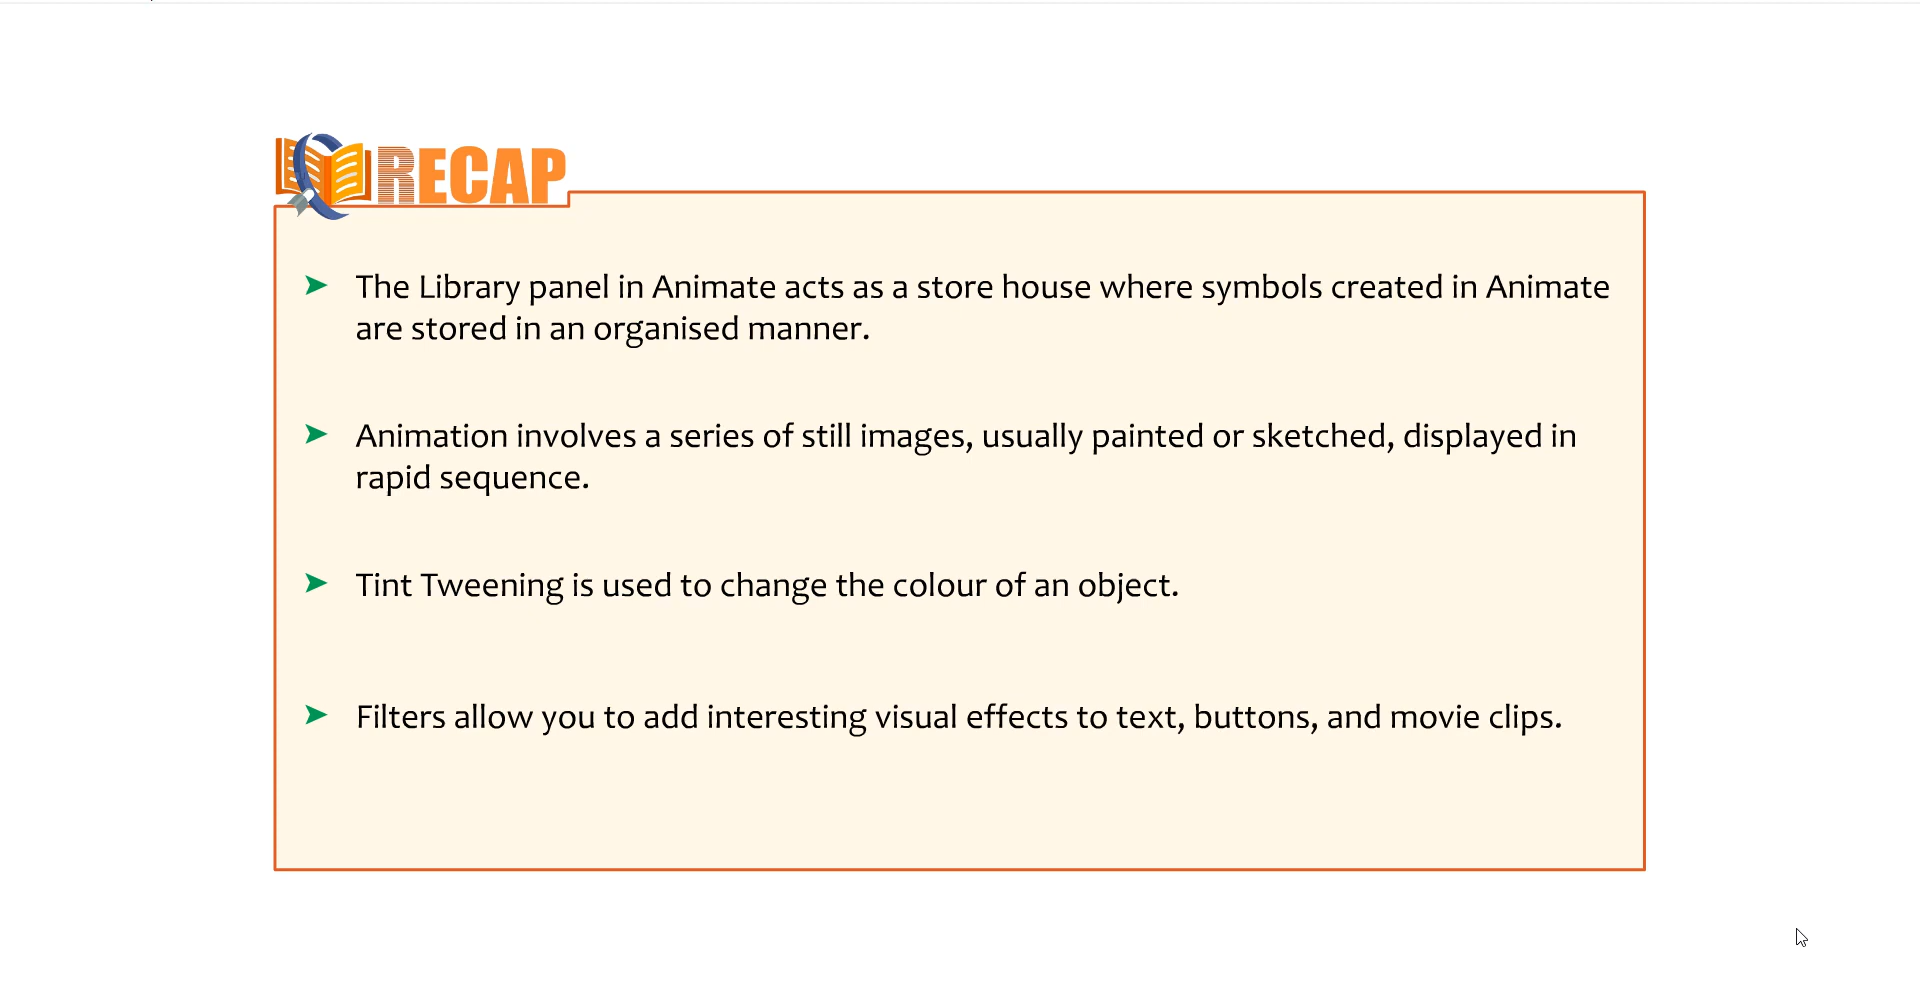 RECAP
The Library panel in Animate acts as a store house where symbols created in Animate
are stored in an organised manner.
Animation involves a series of still images, usually painted or sketched, displayed in
rapid sequence.
Tint Tweening is used to change the colour of an object.
Filters allow you to add interesting visual effects to text, buttons, and movie clips.